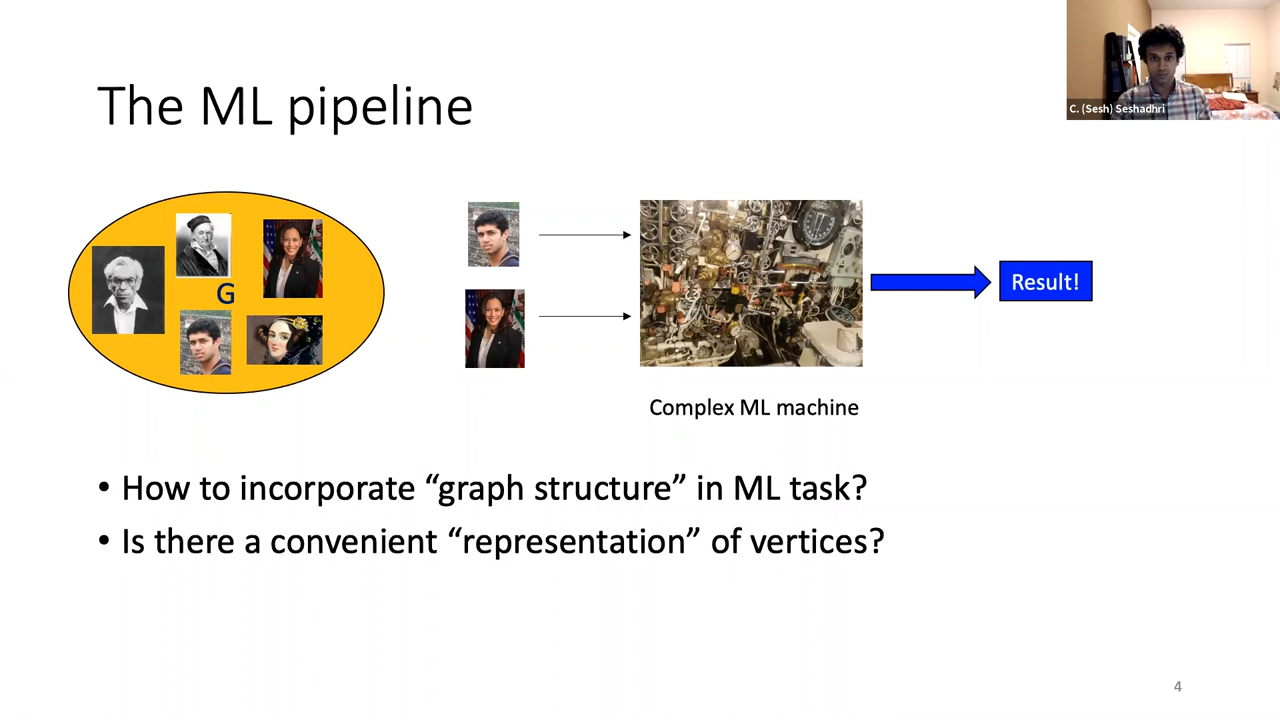 C. (Sesh) Seshadhri
The ML pipeline
G
Result!
Complex ML machine
• How to incorporate “graph structure” in ML task?
• Is there a convenient “representation” of vertices?
4